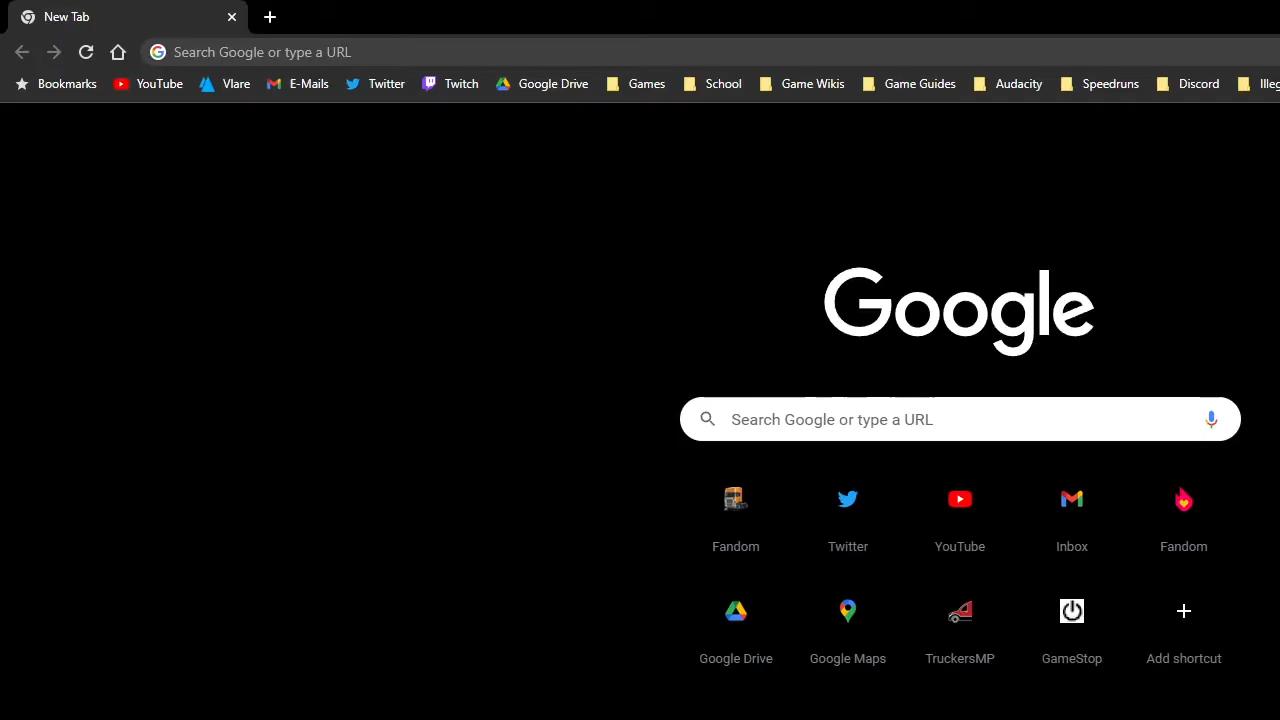 New Tab
Search Google or type a URL
Bookmarks YouTube Vlare E-Mails Twitter Twitch Google Drive Games School Game Wikis Game Guides Audacity Speedruns Discord
Google
Search Google or type a URL
Fandom Twitter YouTube Inbox Fandom
Google Drive Google Maps TruckersMP GameStop Add shortcut